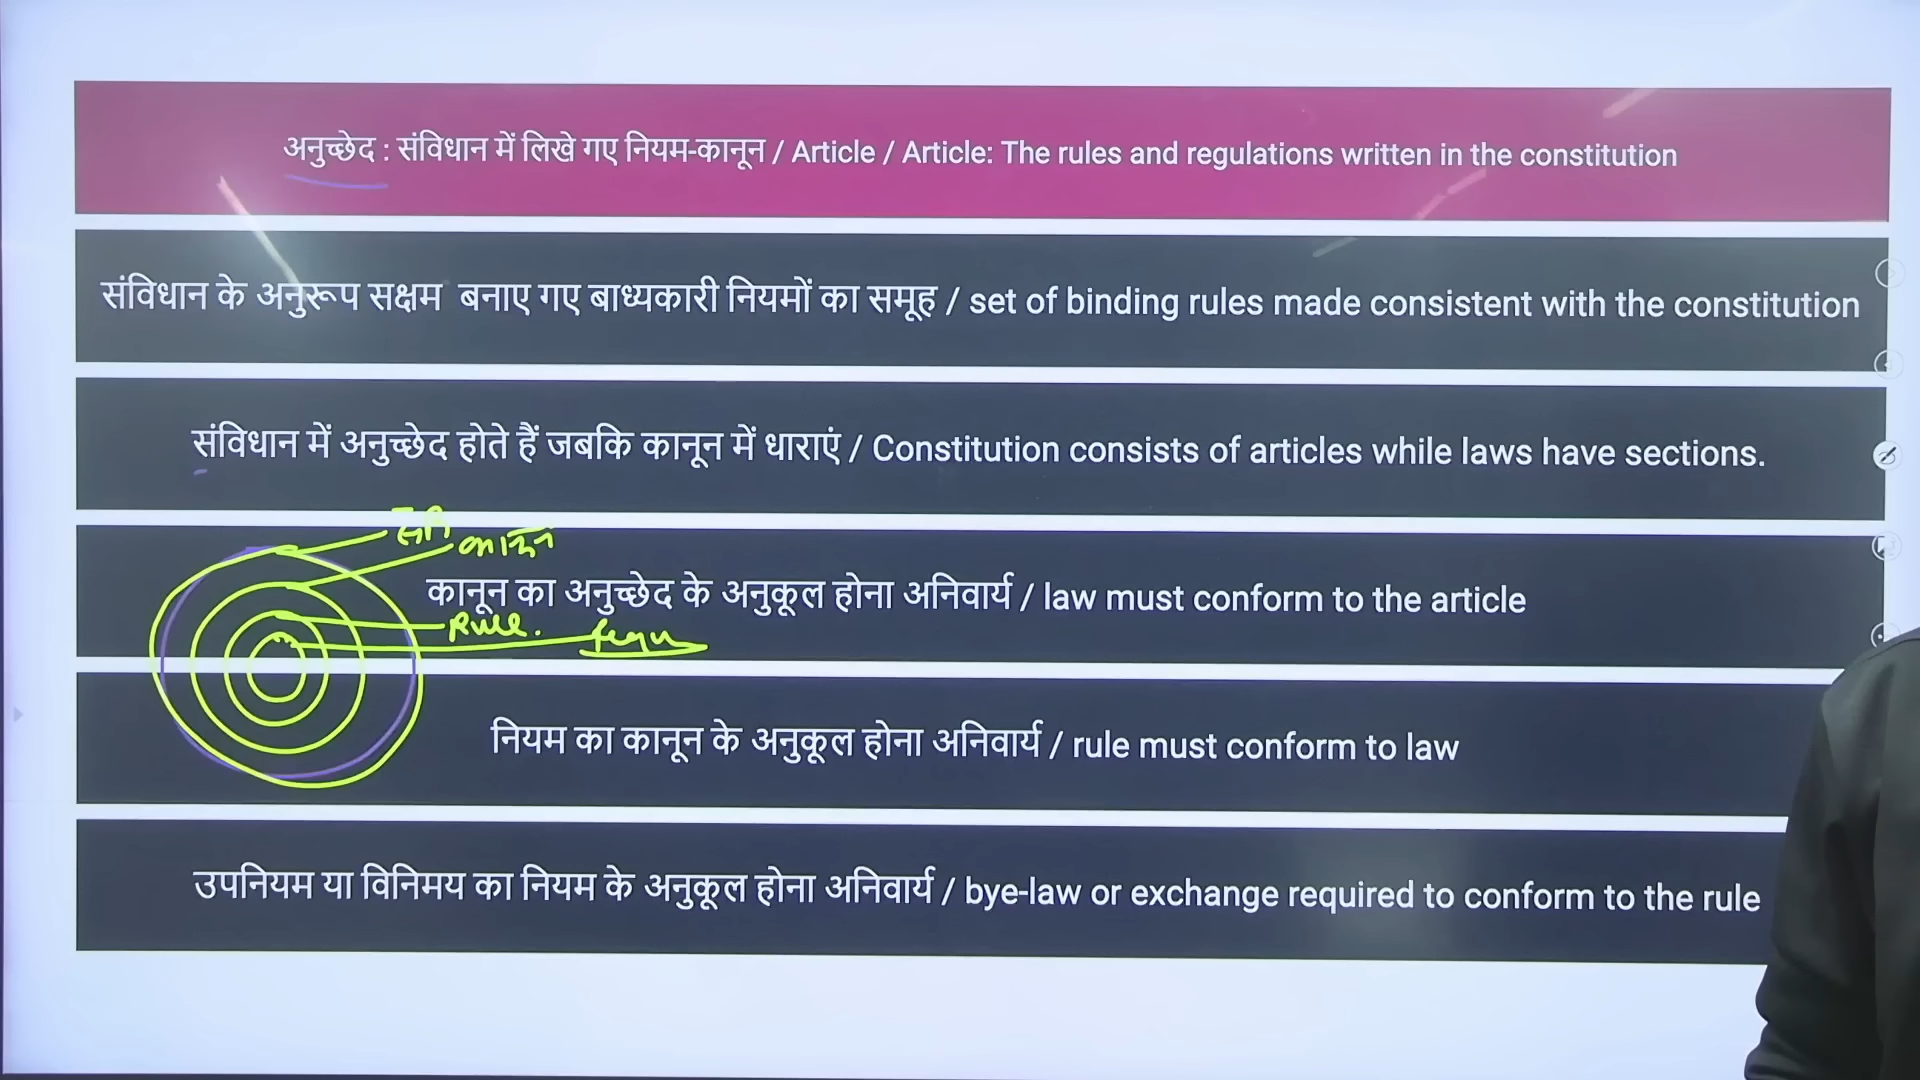 अनुच्छेद : संविधान में लिखे गए नियम-कानून / Article / Article: The rules and regulations written in the constitution
संविधान के अनुरूप सक्षम बनाए गए बाध्यकारी नियमों का समूह / set of binding rules made consistent with the constitution
संविधान में अनुच्छेद होते हैं जबकि कानून में धाराएं / Constitution consists of articles while laws have sections.
कानून का अनुच्छेद के अनुकूल होना अनिवार्य / law must conform to the article
Rule.
नियम का कानून के अनुकूल होना अनिवार्य / rule must conform to law
उपनियम या विनिमय का नियम के अनुकूल होना अनिवार्य / bye-law or exchange required to conform to the rule